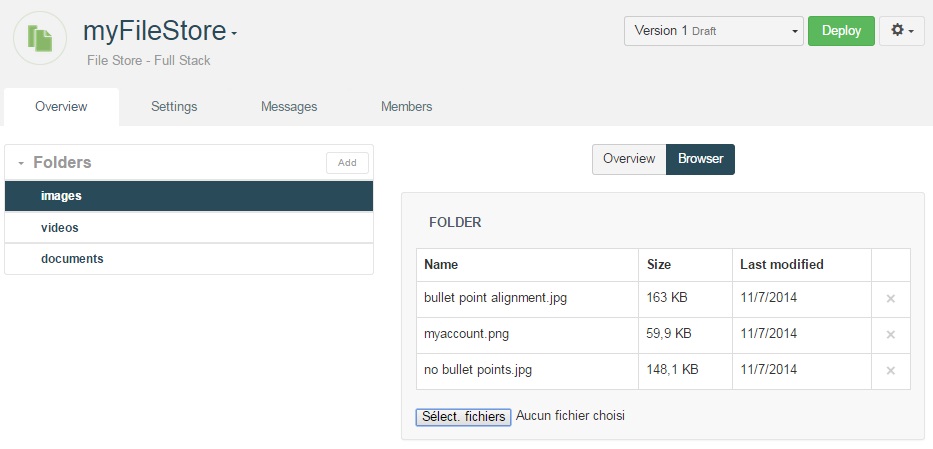 myFileStore
File Store - Full Stack
Version 1 Draft
Deploy
Overview Settings Messages Members
Folders
Add
images
videos
documents
Overview Browser
FOLDER
Name Size Last modified
bullet point alignment.jpg 163 KB 11/7/2014
myaccount.png 59,9 KB 11/7/2014
no bullet points.jpg 148,1 KB 11/7/2014
Sélect. fichiers Aucun fichier choisi